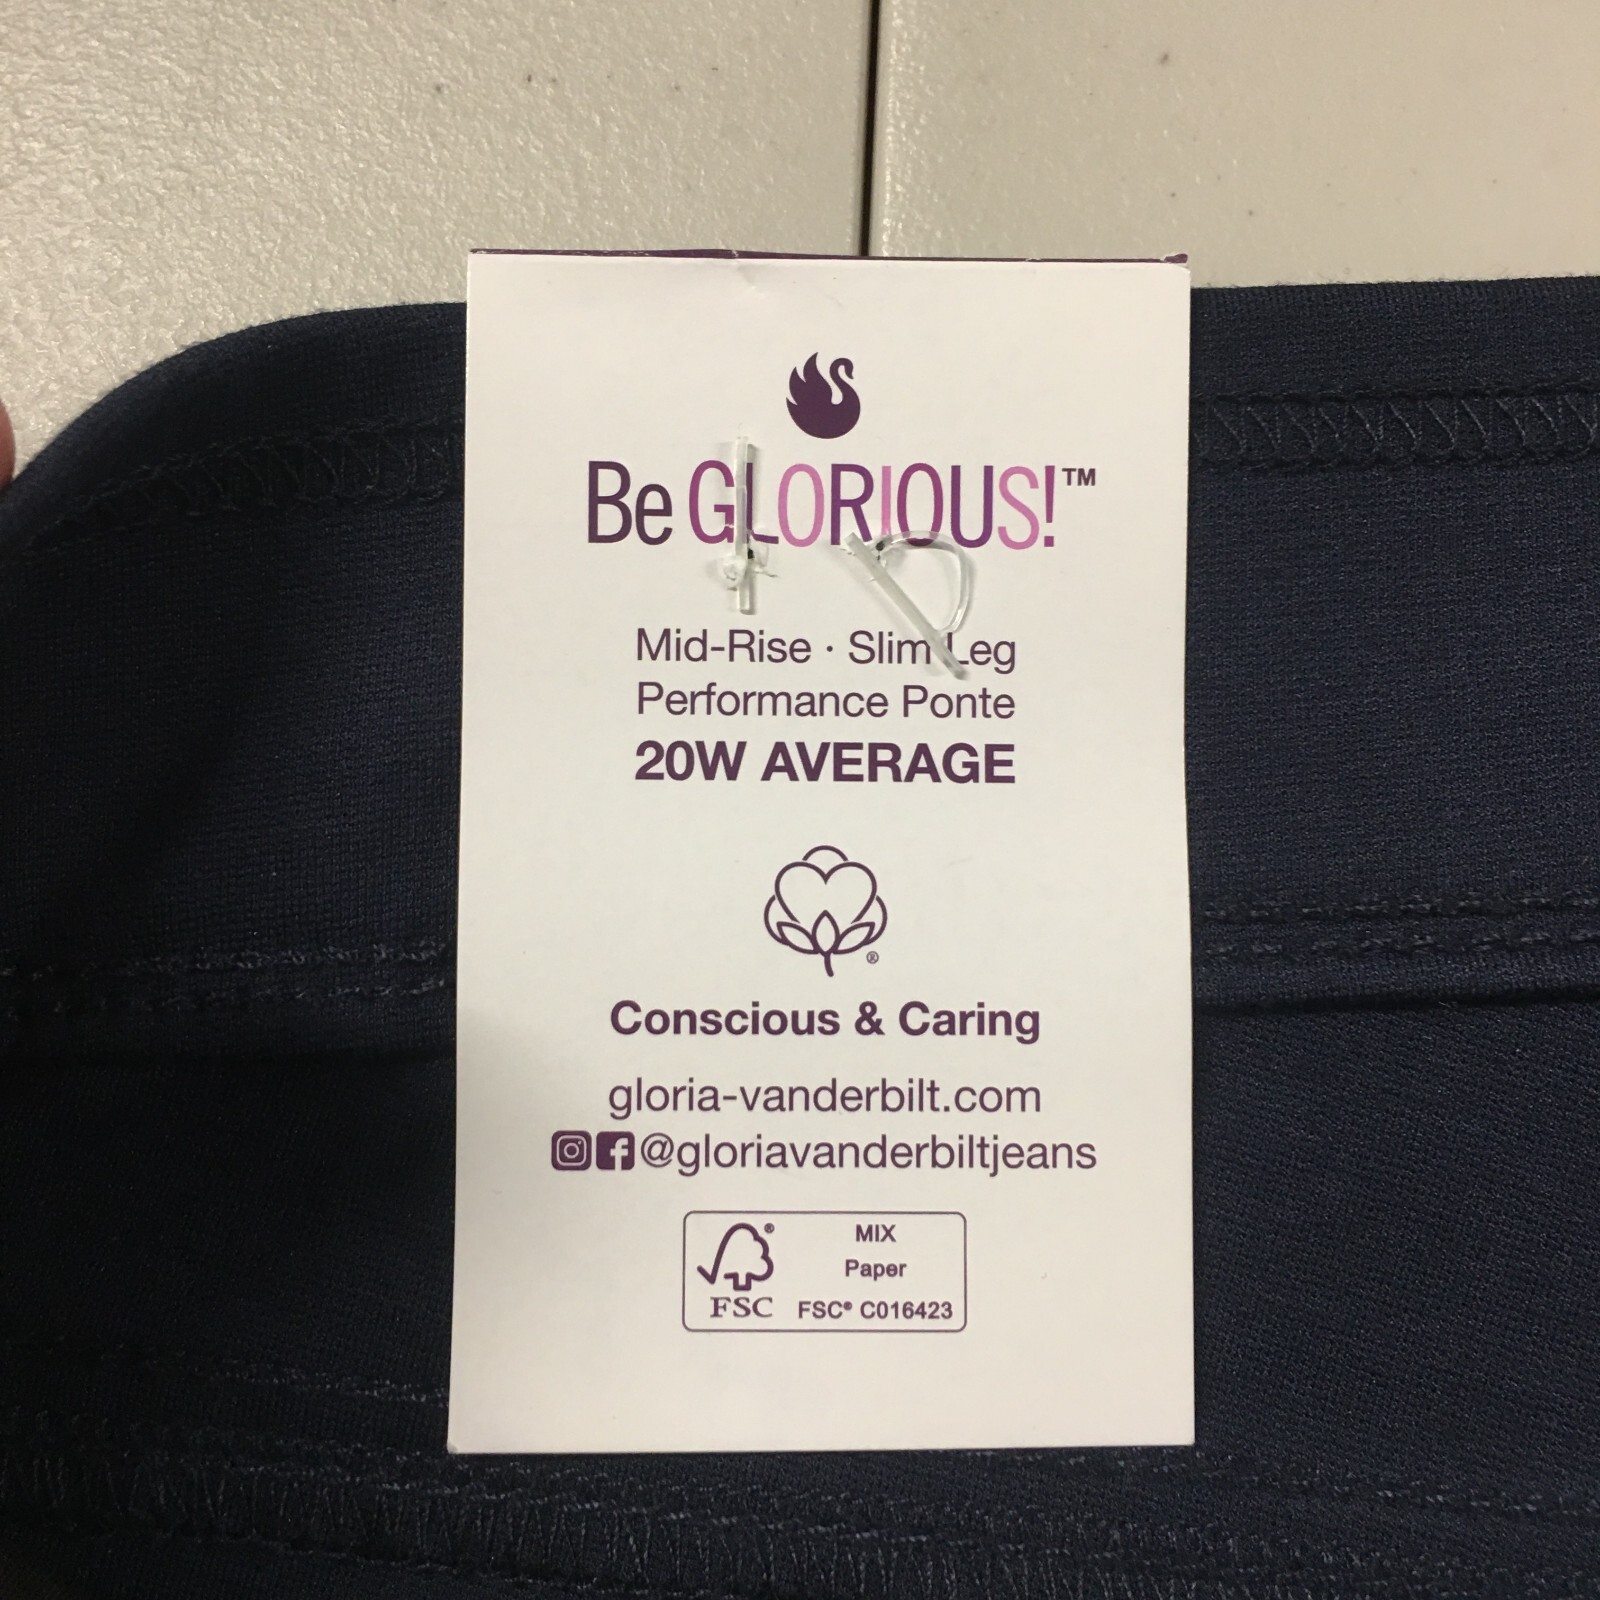 Be GLORIOUS!™
Mid-Rise · Slim Leg
Performance Ponte
20W AVERAGE
®
Conscious & Caring
gloria-vanderbilt.com
@gloriavanderbiltjeans
®
FSC
MIX
Paper
FSC® C016423